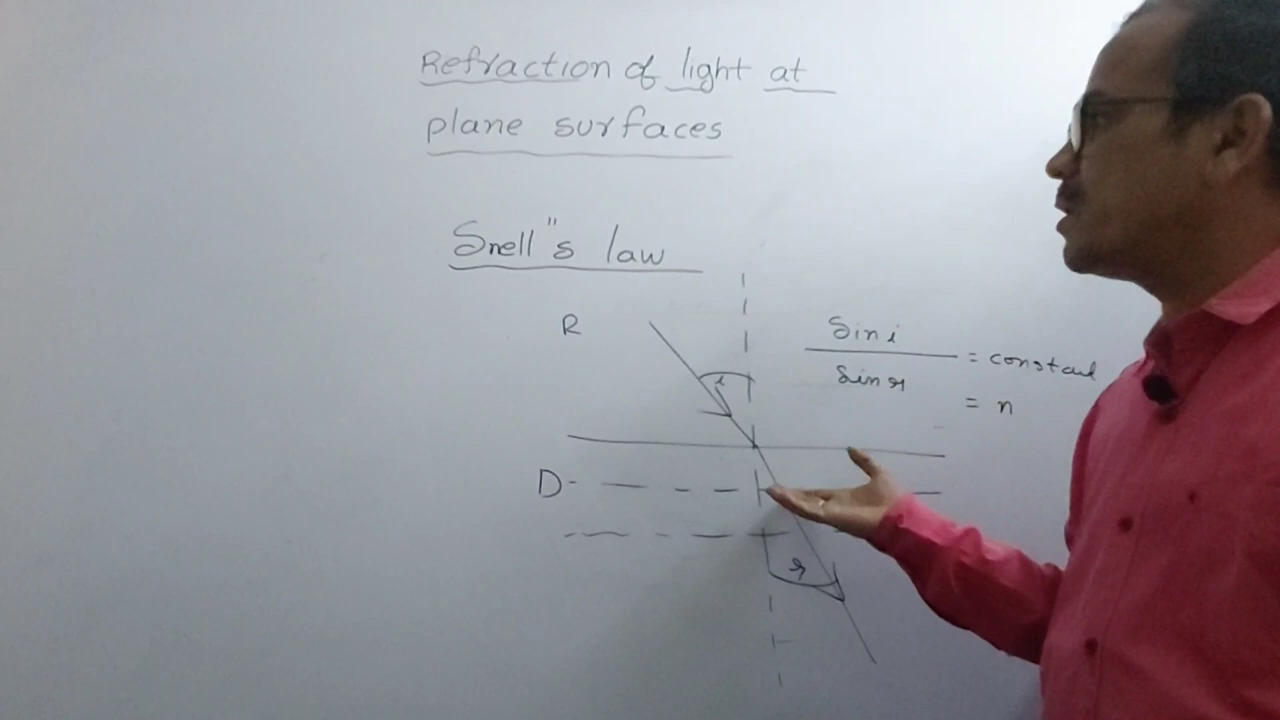 Refraction of light at
plane surfaces
Snell"s law
R
i
sin i
sin r
= constant
= n
D
r